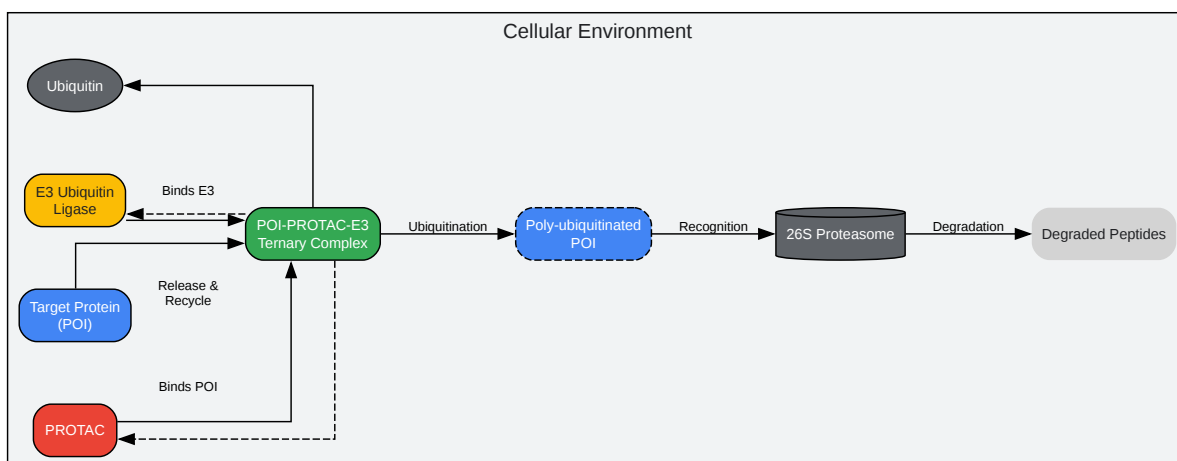 Cellular Environment
Ubiquitin
E3 Ubiquitin
Ligase
Binds E3
POI-PROTAC-E3
Ternary Complex
Ubiquitination
Poly-ubiquitinated
POI
Recognition
26S Proteasome
Degradation
Degraded Peptides
Release &
Recycle
Target Protein
(POI)
Binds POI
PROTAC